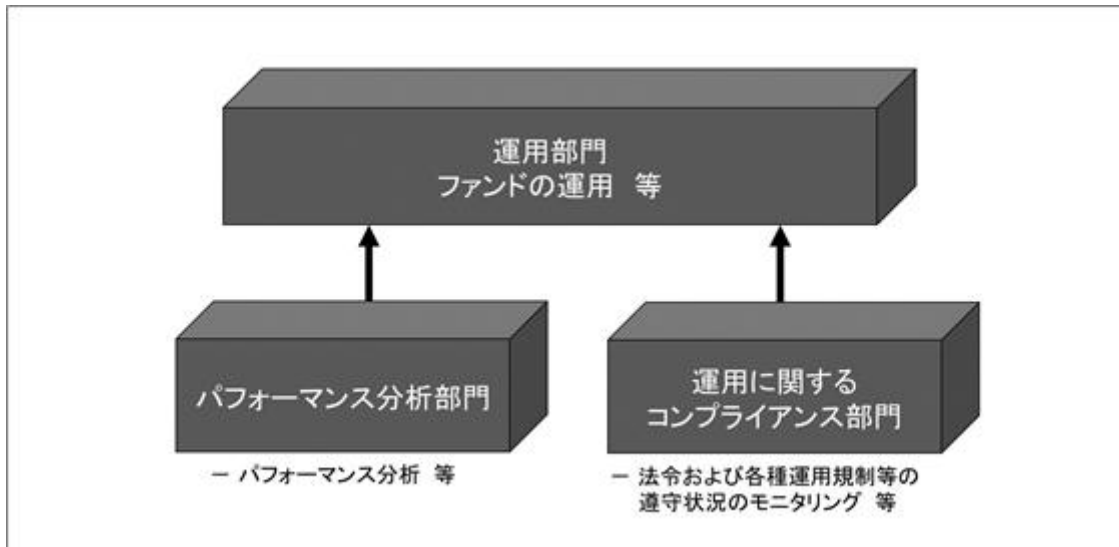 運用部門
ファンドの運用 等
パフォーマンス分析部門
－ パフォーマンス分析 等
運用に関する
コンプライアンス部門
－ 法令および各種運用規制等の
遵守状況のモニタリング 等